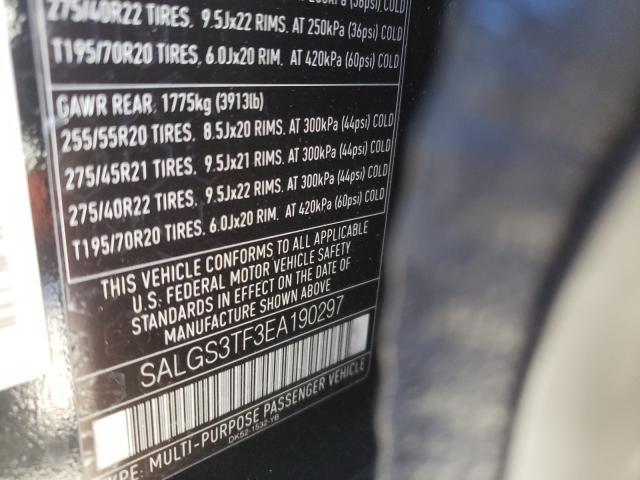 275/40R22 TIRES, 9.5Jx22 RIMS. AT 250kPA (36psi) COLD
T195/70R20 TIRES, 6.0Jx20 RIM, AT 420kPa (60psi) COLD
GAWR REAR 1775kg (3913lb)
255/55R20 TIRES, 8.5Jx20 RIMS. AT 300kPa (44psi) COLD
275/45R21 TIRES, 9.5Jx21 RIMS. AT 300kPa (44psi) COLD
275/40R22 TIRES, 9.5Jx22 RIMS. AT 300kPa (44psi) COLD
T195/70R20 TIRES, 6.0Jx20 RIM, AT 420kPa (60psi) COLD
THIS VEHICLE CONFORMS TO ALL APPLICABLE
U.S. FEDERAL MOTOR VEHICLE SAFETY
STANDARDS IN EFFECT ON THE DATE OF
MANUFACTURE SHOWN ABOVE
SALGS3TF3EA190297
TYPE: MULTI-PURPOSE PASSENGER VEHICLE
DK52-1532-YB